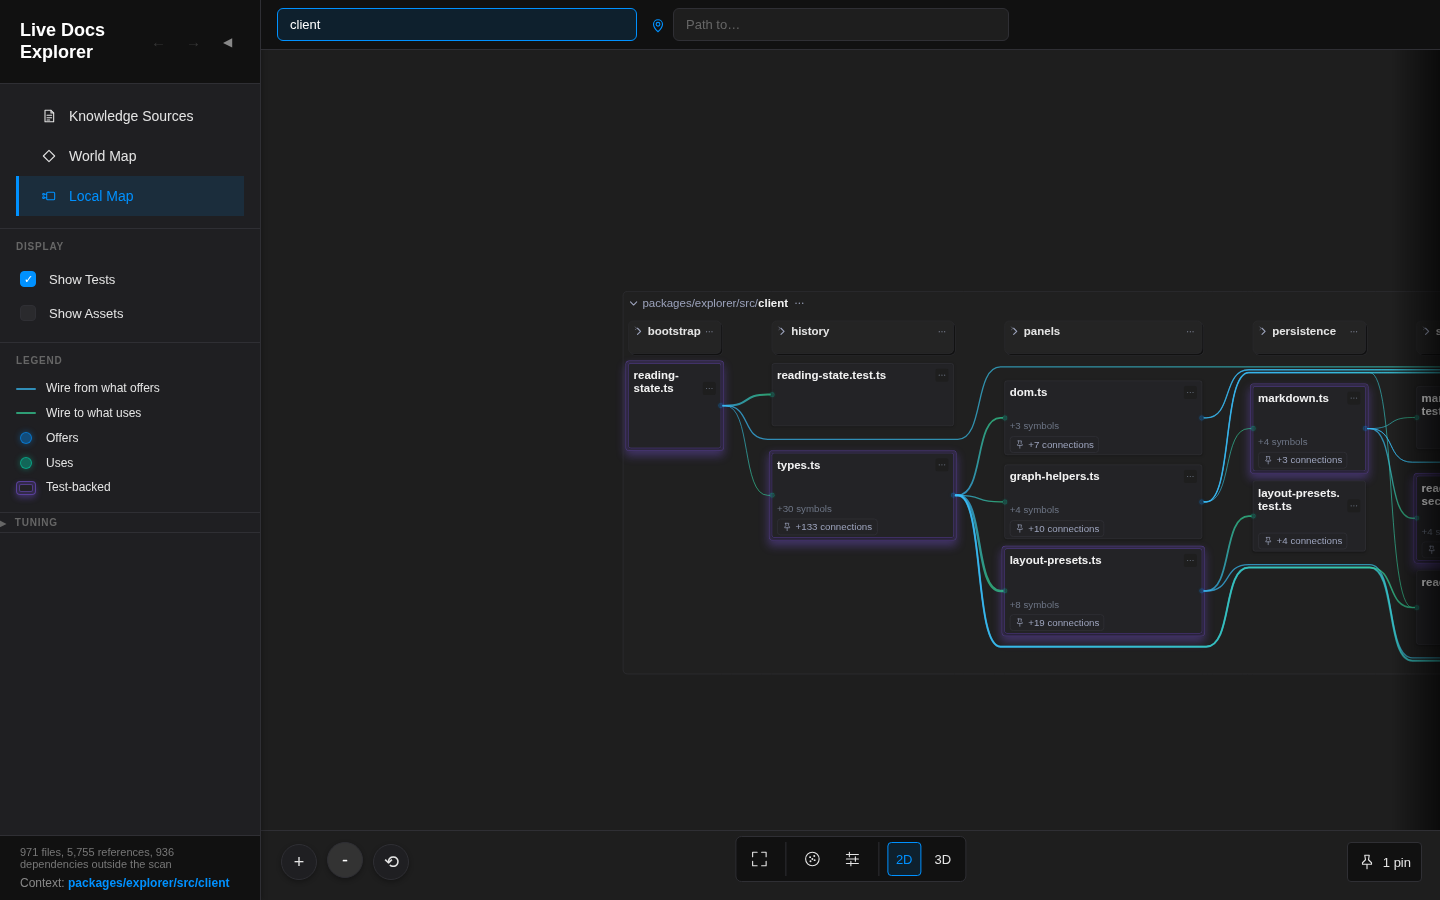 Live Docs
Explorer
client
Path to…
Knowledge Sources
World Map
Local Map
DISPLAY
Show Tests
Show Assets
LEGEND
Wire from what offers
Wire to what uses
Offers
Uses
Test-backed
TUNING
971 files, 5,755 references, 936
dependencies outside the scan
Context: packages/explorer/src/client
packages/explorer/src/client
bootstrap
history
panels
persistence
reading-
state.ts
reading-state.test.ts
types.ts
+30 symbols
+133 connections
dom.ts
+3 symbols
+7 connections
graph-helpers.ts
+4 symbols
+10 connections
layout-presets.ts
+8 symbols
+19 connections
markdown.ts
+4 symbols
+3 connections
layout-presets.
test.ts
+4 connections
+
-
2D
3D
1 pin